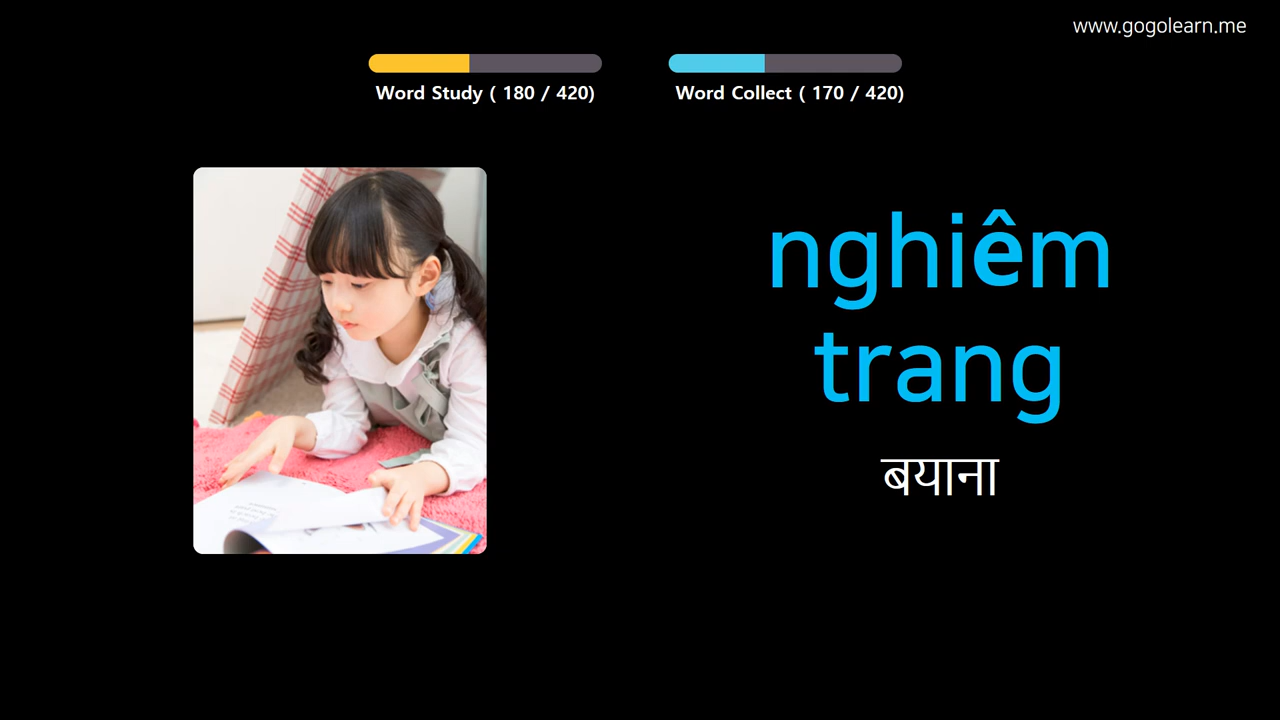 www.gogolearn.me
Word Study ( 180 / 420)
Word Collect ( 170 / 420)
nghiêm
trang
बयाना